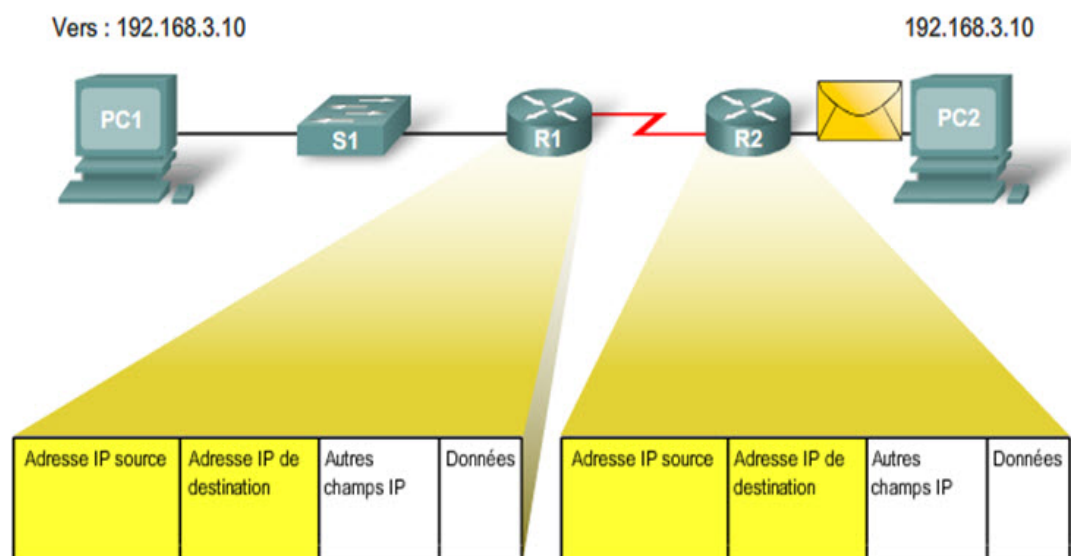 Vers : 192.168.3.10
192.168.3.10
PC1
S1
R1
R2
PC2
Adresse IP source
Adresse IP de
destination
Autres
champs IP
Données
Adresse IP source
Adresse IP de
destination
Autres
champs IP
Données